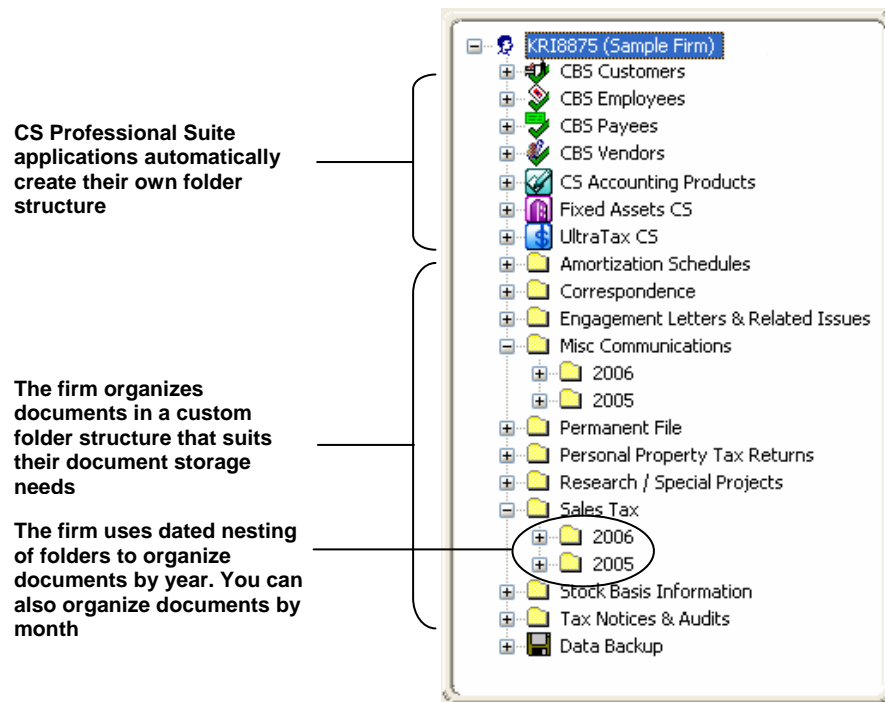 CS Professional Suite
applications automatically
create their own folder
structure
The firm organizes
documents in a custom
folder structure that suits
their document storage
needs
The firm uses dated nesting
of folders to organize
documents by year. You can
also organize documents by
month
KRI8875 (Sample Firm)
CBS Customers
CBS Employees
CBS Payees
CBS Vendors
CS Accounting Products
Fixed Assets CS
UltraTax CS
Amortization Schedules
Correspondence
Engagement Letters & Related Issues
Misc Communications
2006
2005
Permanent File
Personal Property Tax Returns
Research / Special Projects
Sales Tax
2006
2005
Stock Basis Information
Tax Notices & Audits
Data Backup